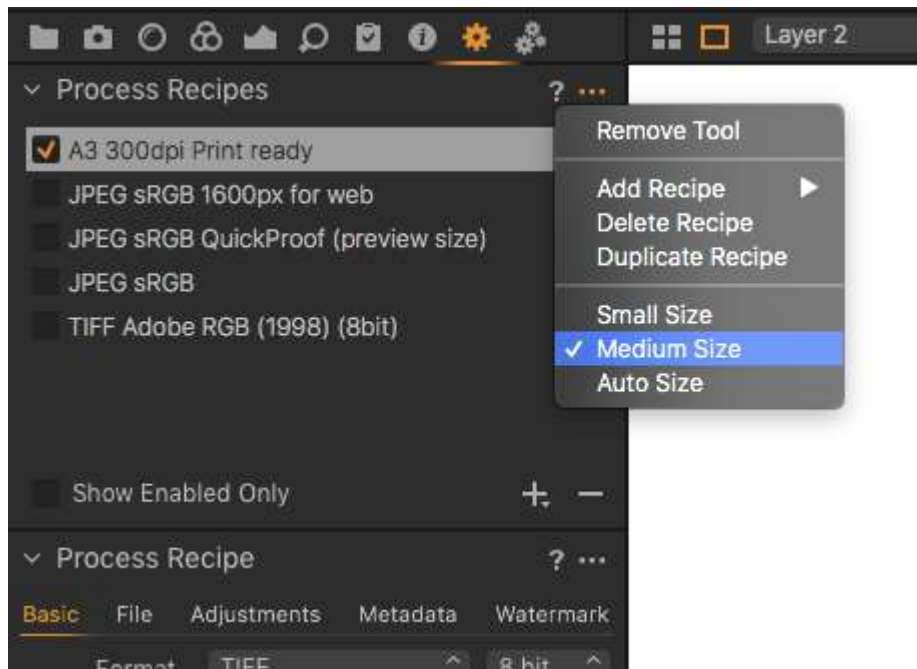 Layer 2
Process Recipes
?
Remove Tool
A3 300dpi Print ready
JPEG sRGB 1600px for web
JPEG sRGB QuickProof (preview size)
JPEG sRGB
TIFF Adobe RGB (1998) (8bit)
Add Recipe
Delete Recipe
Duplicate Recipe
Small Size
Medium Size
Auto Size
Show Enabled Only
Process Recipe
?
Basic File Adjustments Metadata Watermark
Format TIFF 8 bit